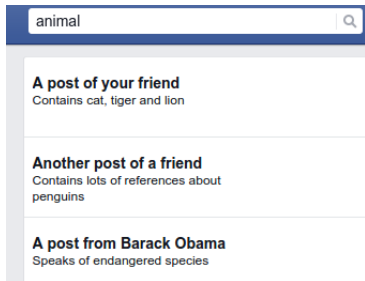 animal
A post of your friend
Contains cat, tiger and lion
Another post of a friend
Contains lots of references about
penguins
A post from Barack Obama
Speaks of endangered species